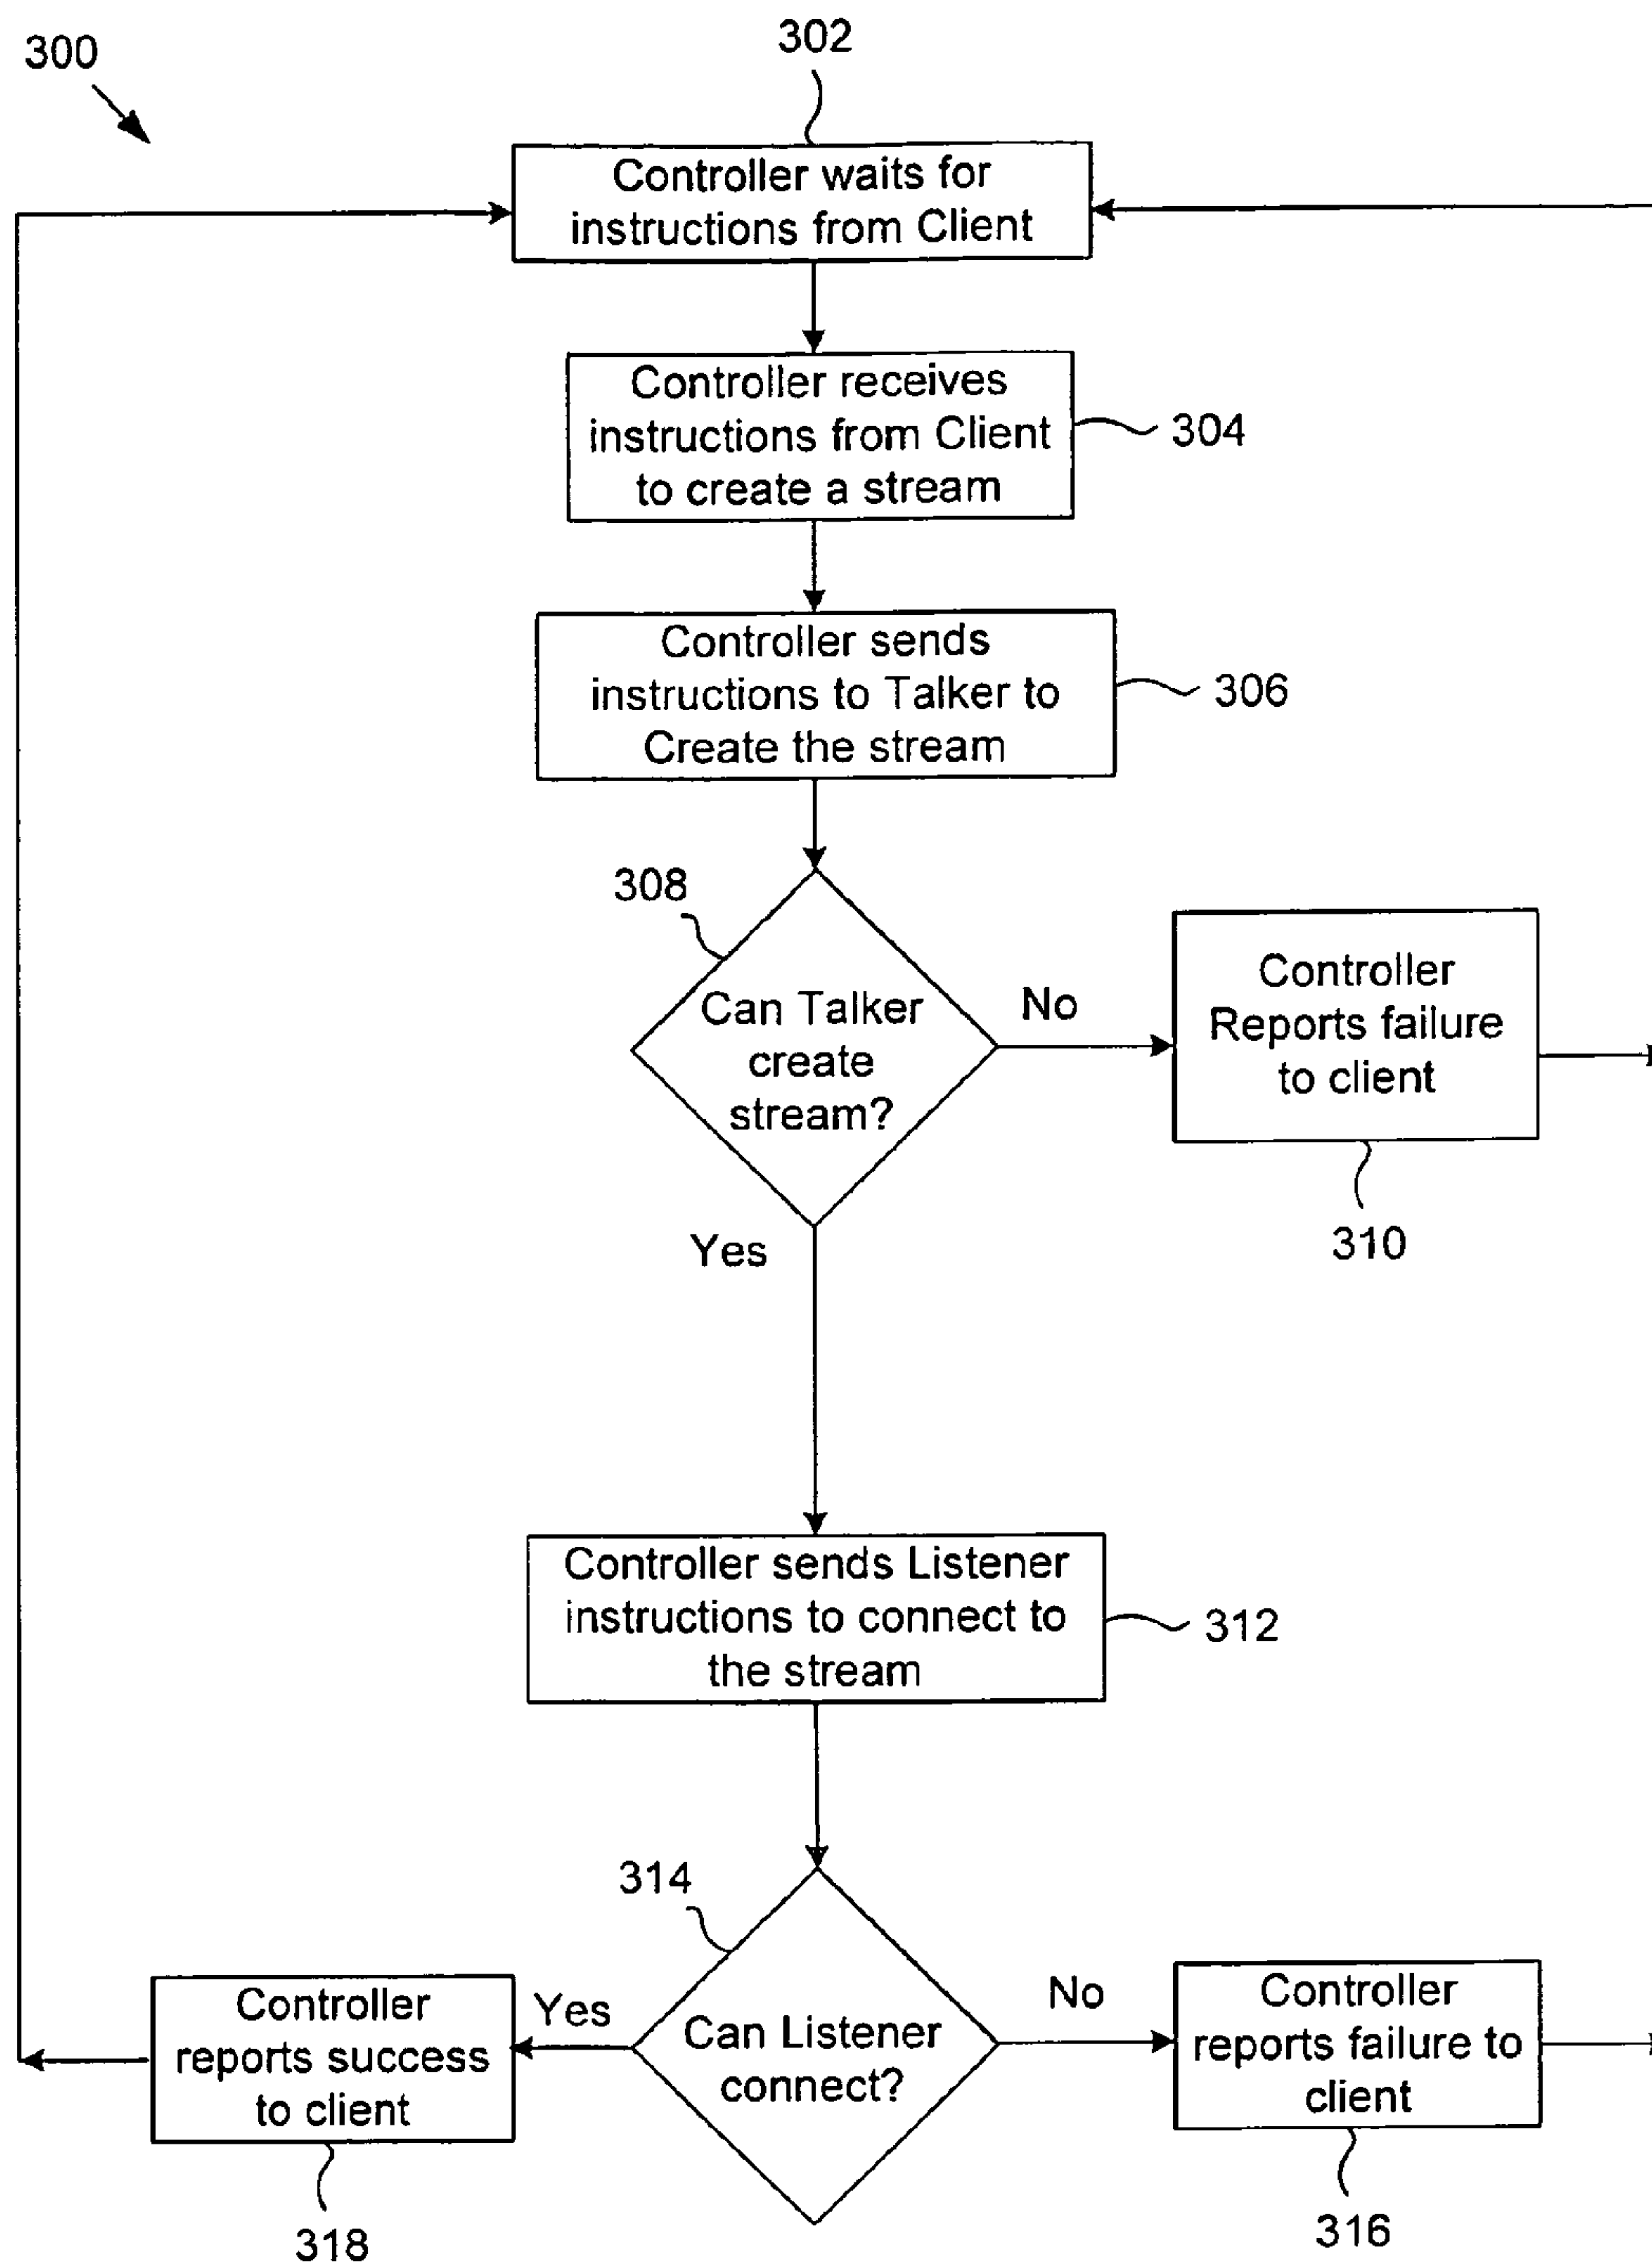 300
302
Controller waits for
instructions from Client
Controller receives
instructions from Client
to create a stream
304
Controller sends
instructions to Talker to
Create the stream
306
308
Can Talker
create
stream?
No
Controller
Reports failure
to client
310
Yes
Controller sends Listener
instructions to connect to
the stream
312
314
Can Listener
connect?
Yes
Controller
reports success
to client
318
No
Controller
reports failure to
client
316